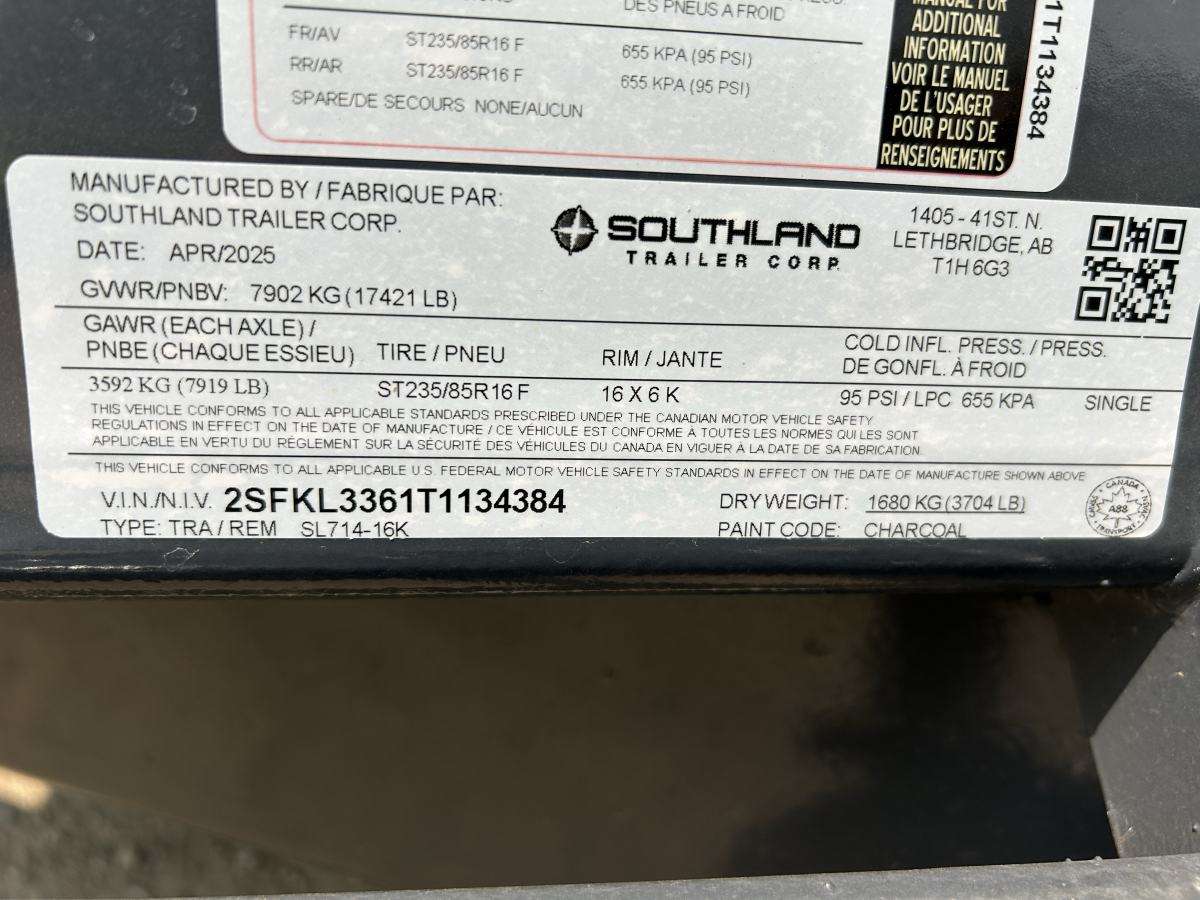 DES PNEUS A FROID
FR/AV ST235/85R16 F 655 KPA (95 PSI)
RR/AR ST235/85R16 F 655 KPA (95 PSI)
SPARE/DE SECOURS NONE/AUCUN
MANUAL FOR
ADDITIONAL
INFORMATION
VOIR LE MANUEL
DE L'USAGER
POUR PLUS DE
RENSEIGNEMENTS
1T1134384
MANUFACTURED BY / FABRIQUE PAR:
SOUTHLAND TRAILER CORP.
DATE: APR/2025
GVWR/PNBV: 7902 KG (17421 LB)
SOUTHLAND
TRAILER CORP.
1405 - 41ST. N.
LETHBRIDGE, AB
T1H 6G3
GAWR (EACH AXLE) /
PNBE (CHAQUE ESSIEU) TIRE / PNEU RIM / JANTE
COLD INFL. PRESS. / PRESS.
DE GONFL. À FROID
3592 KG (7919 LB) ST235/85R16 F 16 X 6 K 95 PSI / LPC 655 KPA SINGLE
THIS VEHICLE CONFORMS TO ALL APPLICABLE STANDARDS PRESCRIBED UNDER THE CANADIAN MOTOR VEHICLE SAFETY
REGULATIONS IN EFFECT ON THE DATE OF MANUFACTURE / CE VÉHICULE EST CONFORME À TOUTES LES NORMES QUI LES SONT
APPLICABLE EN VERTU DU RÈGLEMENT SUR LA SÉCURITÉ DES VÉHICULES DU CANADA EN VIGUER À LA DATE DE SA FABRICATION.
THIS VEHICLE CONFORMS TO ALL APPLICABLE U.S. FEDERAL MOTOR VEHICLE SAFETY STANDARDS IN EFFECT ON THE DATE OF MANUFACTURE SHOWN ABOVE
V.I.N./N.I.V. 2SFKL3361T1134384 DRY WEIGHT: 1680 KG (3704 LB)
TYPE: TRA / REM SL714-16K PAINT CODE: CHARCOAL
CANADA
A88
TRANSPORT